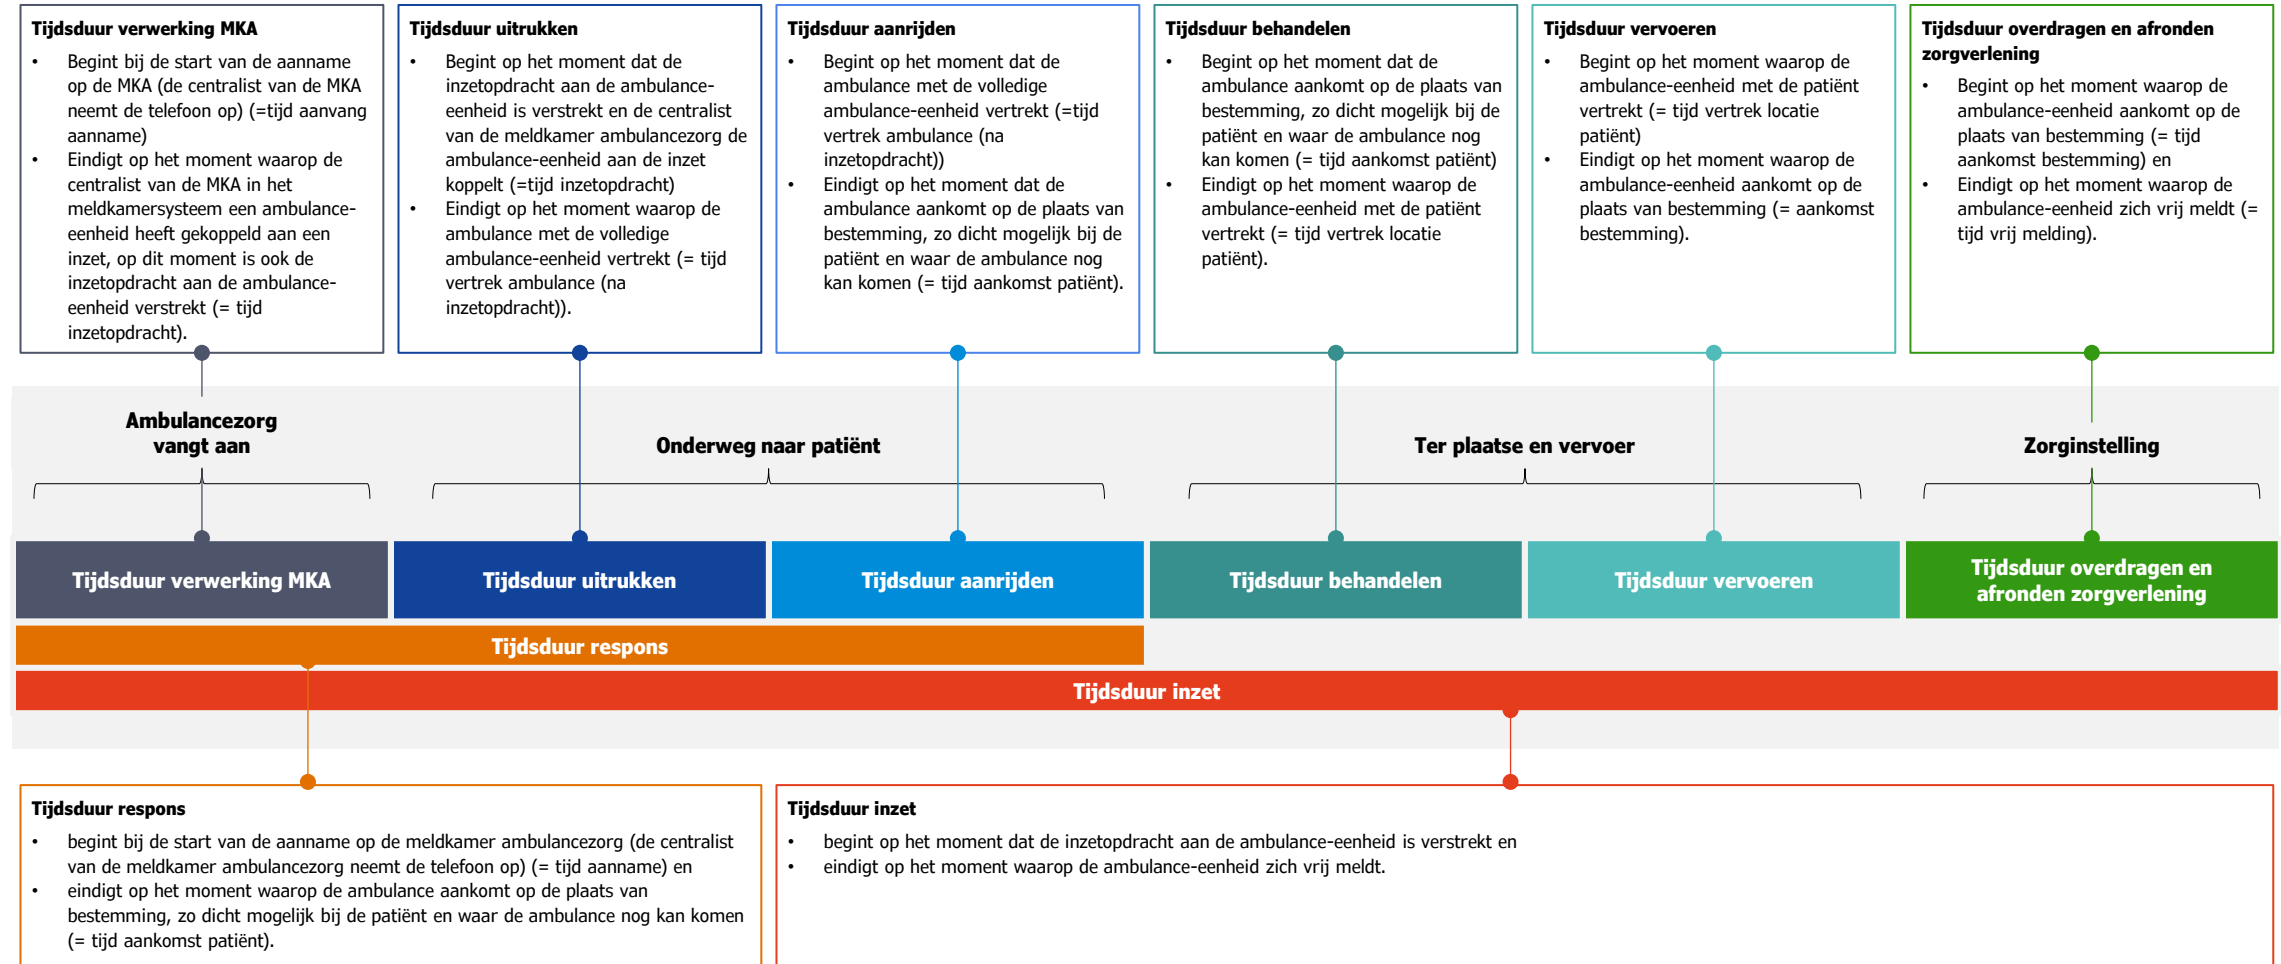 Tijdsduur verwerking MKA
• Begint bij de start van de aanname
op de MKA (de centralist van de MKA
neemt de telefoon op) (=tijd aanvang
aanname)
• Eindigt op het moment waarop de
centralist van de MKA in het
meldkamersysteem een ambulance-
eenheid heeft gekoppeld aan een
inzet, op dit moment is ook de
inzetopdracht aan de ambulance-
eenheid verstrekt (= tijd
inzetopdracht).
Tijdsduur uitrukken
• Begint op het moment dat de
inzetopdracht aan de ambulance-
eenheid is verstrekt en de centralist
van de meldkamer ambulancezorg de
ambulance-eenheid aan de inzet
koppelt (=tijd inzetopdracht)
• Eindigt op het moment waarop de
ambulance met de volledige
ambulance-eenheid vertrekt (= tijd
vertrek ambulance (na
inzetopdracht)).
Tijdsduur aanrijden
• Begint op het moment dat de
ambulance met de volledige
ambulance-eenheid vertrekt (=tijd
vertrek ambulance (na
inzetopdracht))
• Eindigt op het moment dat de
ambulance aankomt op de plaats van
bestemming, zo dicht mogelijk bij de
patiënt en waar de ambulance nog
kan komen (= tijd aankomst patiënt).
Tijdsduur behandelen
• Begint op het moment dat de
ambulance aankomt op de plaats van
bestemming, zo dicht mogelijk bij de
patiënt en waar de ambulance nog
kan komen (= tijd aankomst patiënt)
• Eindigt op het moment waarop de
ambulance-eenheid met de patiënt
vertrekt (= tijd vertrek locatie
patiënt).
Tijdsduur vervoeren
• Begint op het moment waarop de
ambulance-eenheid met de patiënt
vertrekt (= tijd vertrek locatie
patiënt)
• Eindigt op het moment waarop de
ambulance-eenheid aankomt op de
plaats van bestemming (= aankomst
bestemming).
Tijdsduur overdragen en afronden
zorgverlening
• Begint op het moment waarop de
ambulance-eenheid aankomt op de
plaats van bestemming (= tijd
aankomst bestemming) en
• Eindigt op het moment waarop de
ambulance-eenheid zich vrij meldt (=
tijd vrij melding).
Ambulancezorg
vangt aan
Onderweg naar patiënt
Ter plaatse en vervoer
Zorginstelling
Tijdsduur verwerking MKA
Tijdsduur uitrukken
Tijdsduur aanrijden
Tijdsduur behandelen
Tijdsduur vervoeren
Tijdsduur overdragen en
afronden zorgverlening
Tijdsduur respons
Tijdsduur inzet
Tijdsduur respons
• begint bij de start van de aanname op de meldkamer ambulancezorg (de centralist
van de meldkamer ambulancezorg neemt de telefoon op) (= tijd aanname) en
• eindigt op het moment waarop de ambulance aankomt op de plaats van
bestemming, zo dicht mogelijk bij de patiënt en waar de ambulance nog kan komen
(= tijd aankomst patiënt).
Tijdsduur inzet
• begint op het moment dat de inzetopdracht aan de ambulance-eenheid is verstrekt en
• eindigt op het moment waarop de ambulance-eenheid zich vrij meldt.